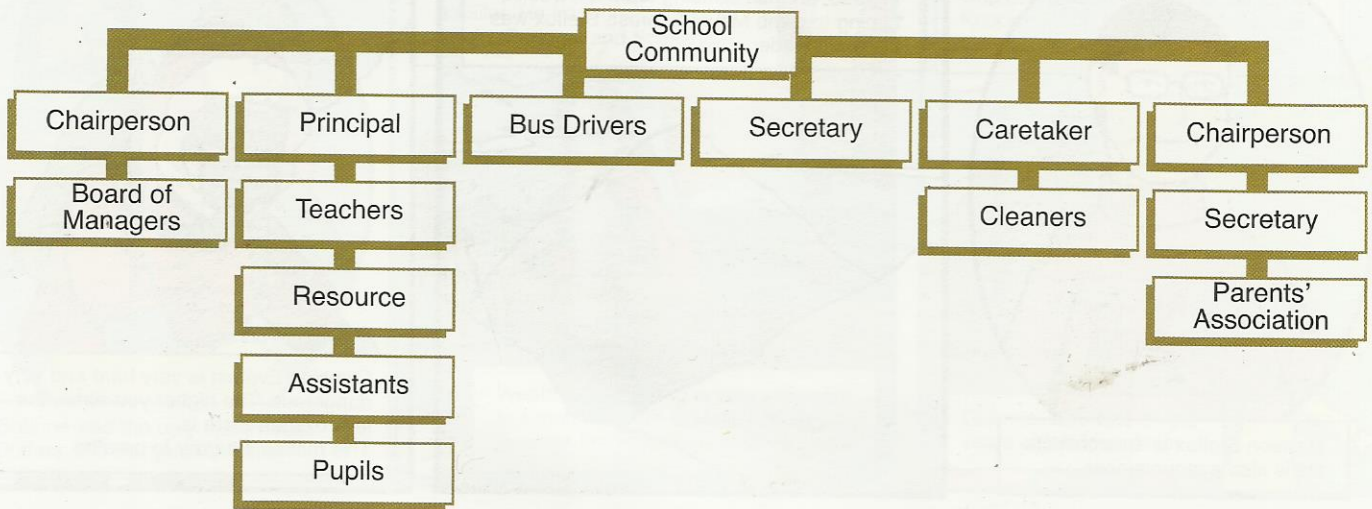 School
Community
Chairperson
Principal
Bus Drivers
Secretary
Caretaker
Chairperson
Board of
Managers
Teachers
Cleaners
Secretary
Resource
Parents'
Association
Assistants
Pupils